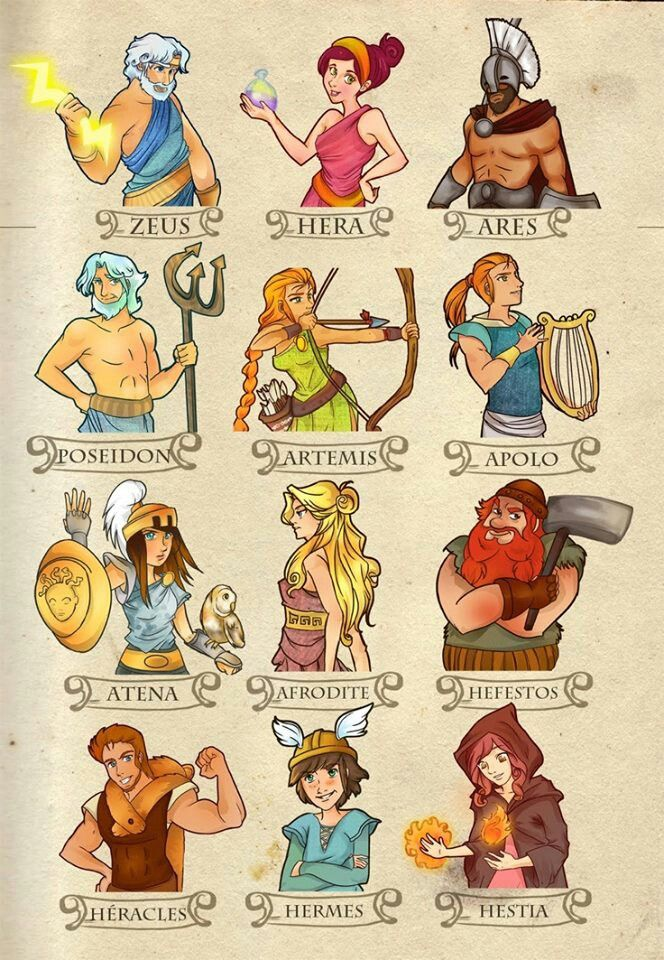 ZEUS
HERA
ARES
POSEIDON
ARTEMIS
APOLO
ATENA
AFRODITE
HEFESTOS
HÉRACLES
HERMES
HESTIA